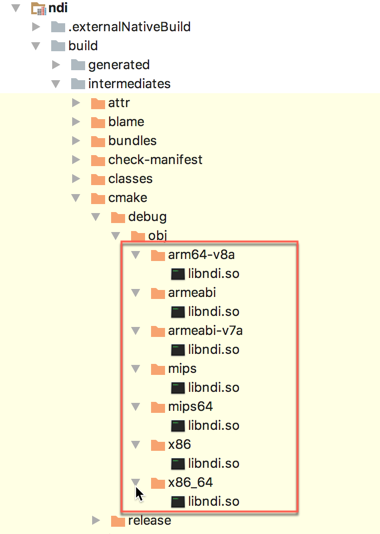 ndi
.externalNativeBuild
build
generated
intermediates
attr
blame
bundles
check-manifest
classes
cmake
debug
obj
arm64-v8a
libndi.so
armeabi
libndi.so
armeabi-v7a
libndi.so
mips
libndi.so
mips64
libndi.so
x86
libndi.so
x86_64
libndi.so
release